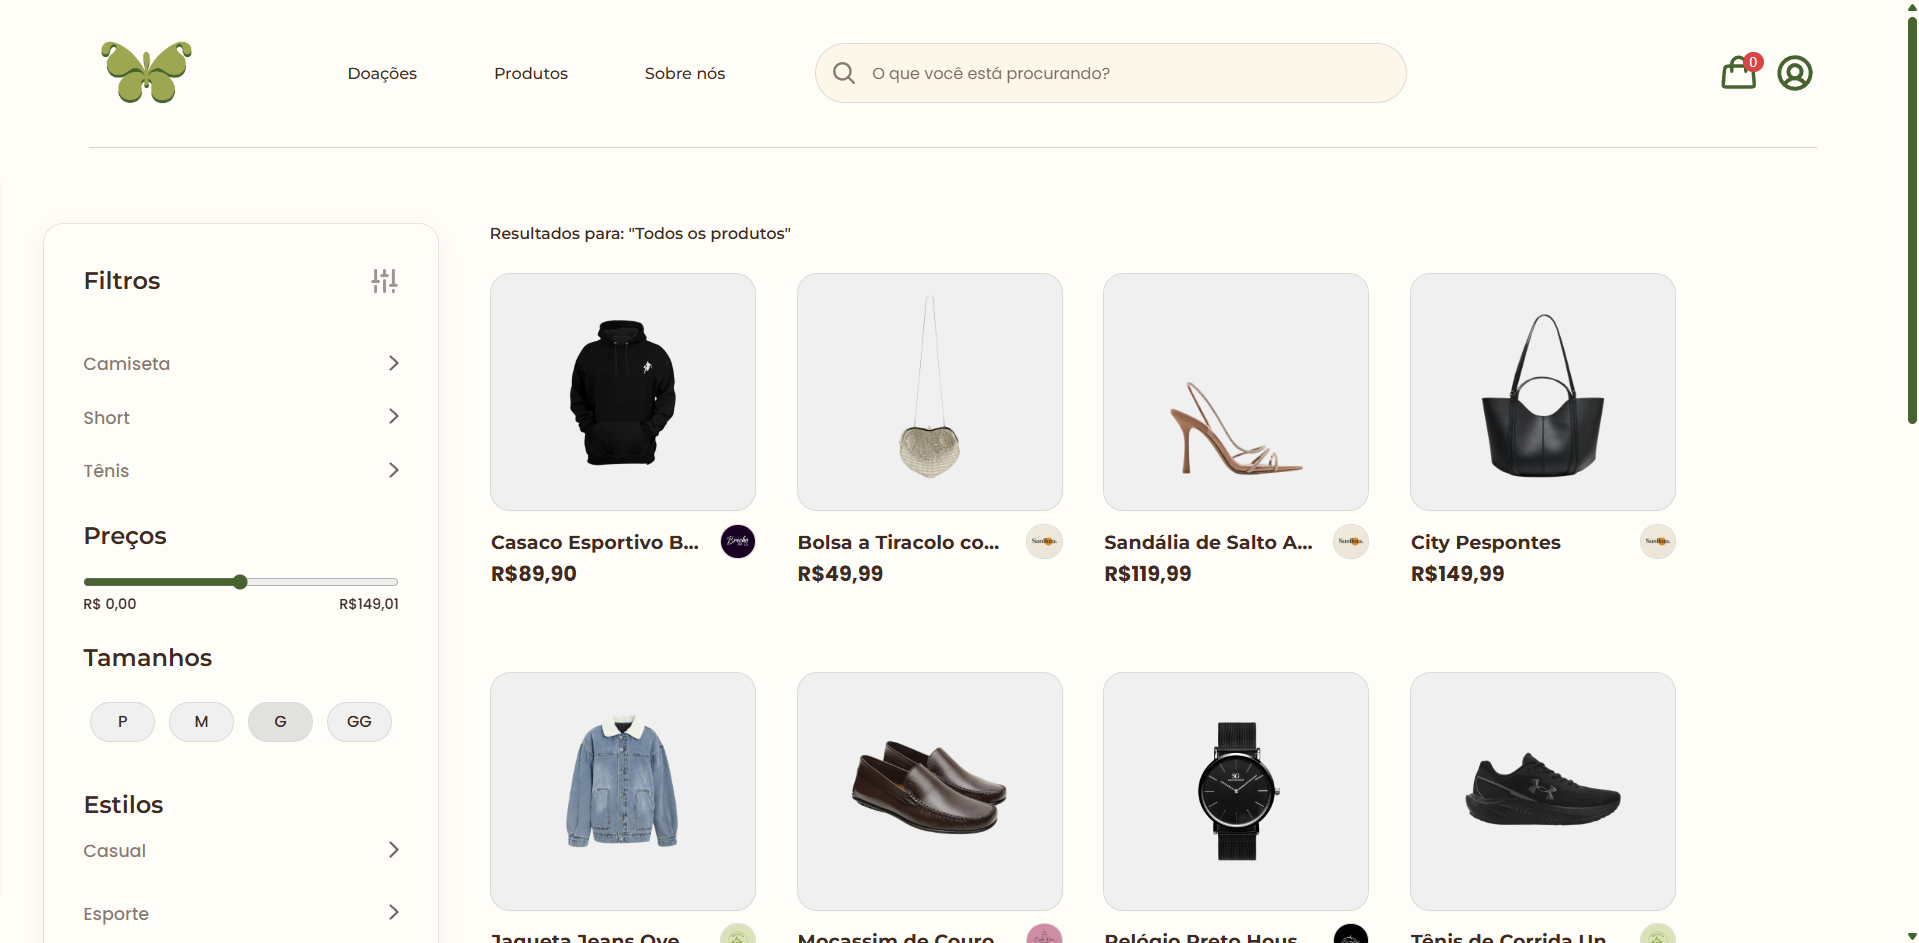 Doações
Produtos
Sobre nós
O que você está procurando?
0
Filtros
Camiseta
Short
Tênis
Preços
R$ 0,00
R$149,01
Tamanhos
P
M
G
GG
Estilos
Casual
Esporte
Resultados para: "Todos os produtos"
Casaco Esportivo B...
R$89,90
Bolsa a Tiracolo co...
R$49,99
Sandália de Salto A...
R$119,99
City Pespontes
R$149,99
Jaqueta Jeans Ove...
Mocassim de Couro...
Relógio Preto Hous...
Tênis de Corrida Un...